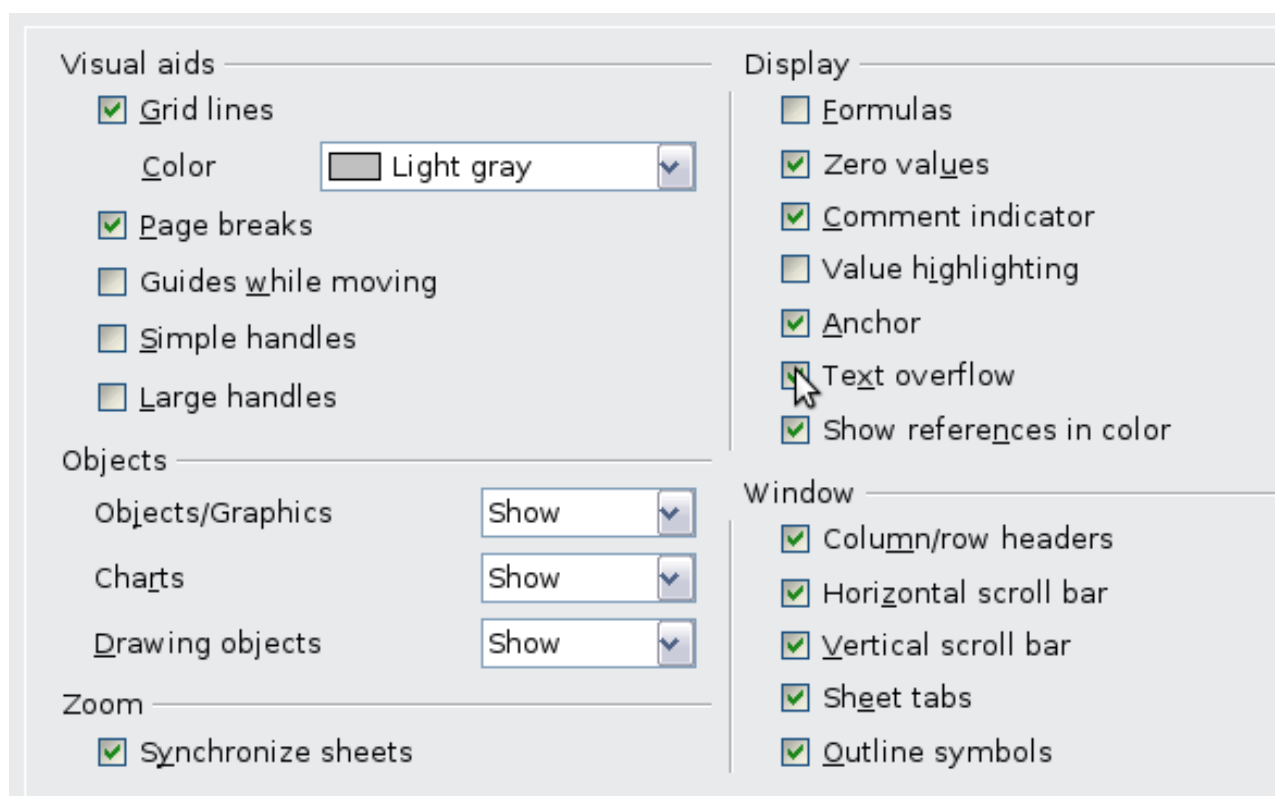 Visual aids
Grid lines
Color Light gray
Page breaks
Guides while moving
Simple handles
Large handles
Objects
Objects/Graphics Show
Charts Show
Drawing objects Show
Zoom
Synchronize sheets
Display
Formulas
Zero values
Comment indicator
Value highlighting
Anchor
Text overflow
Show references in color
Window
Column/row headers
Horizontal scroll bar
Vertical scroll bar
Sheet tabs
Outline symbols